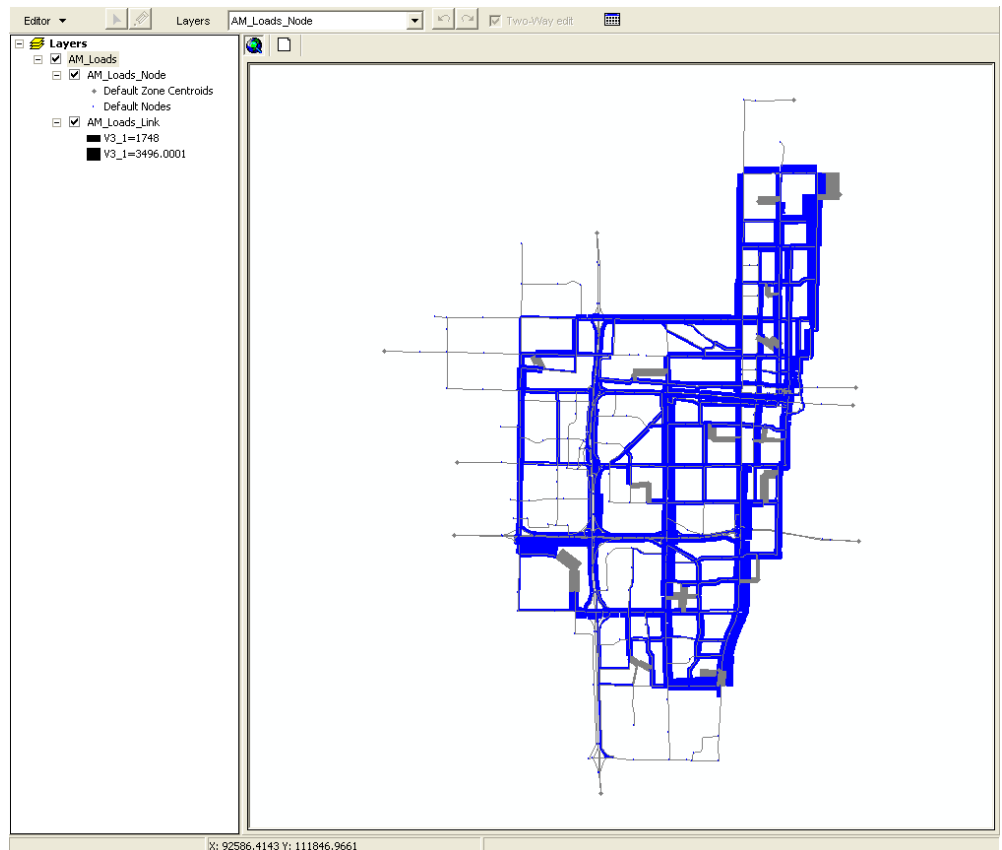 Editor Layers AM_Loads_Node Two-Way edit
Layers
AM_Loads
AM_Loads_Node
Default Zone Centroids
Default Nodes
AM_Loads_Link
V3_1=1748
V3_1=3496.0001
X: 92586.4143 Y: 111846.9661